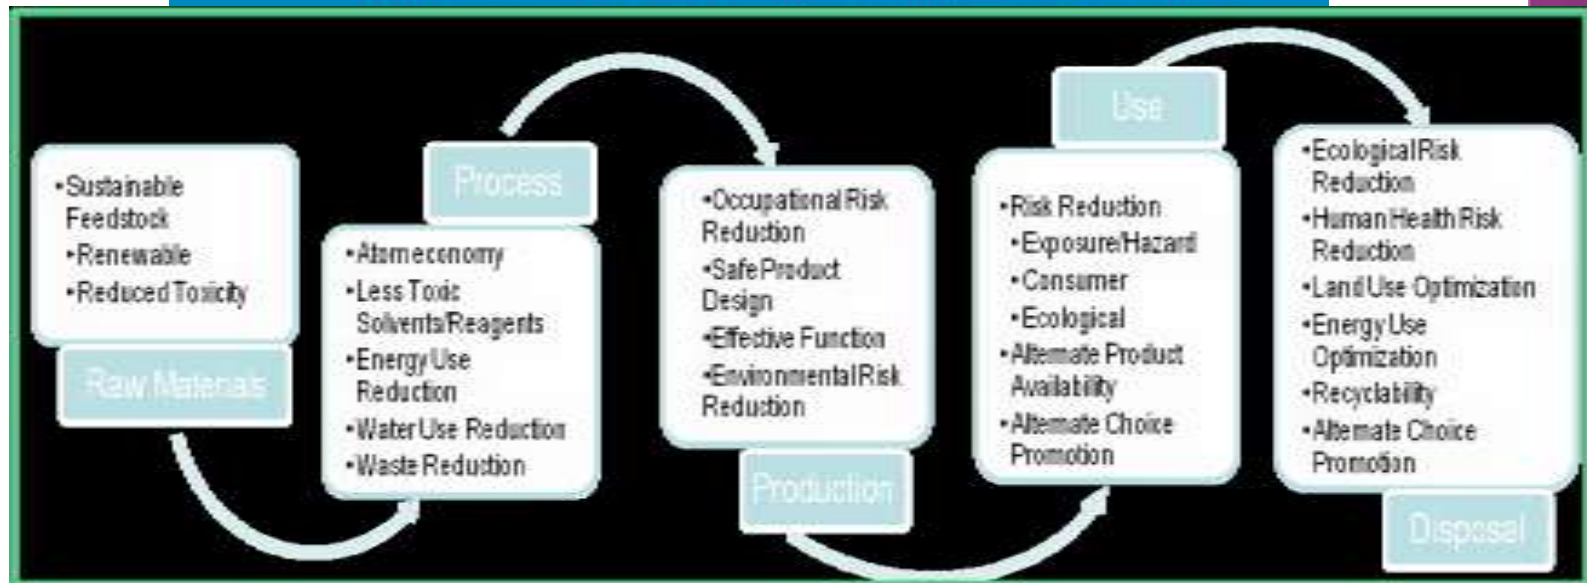 •Sustainable
Feedstock
•Renewable
•Reduced Toxicity
Raw Materials
Process
•Atom economy
•Less Toxic
Solvents/Reagents
•Energy Use
Reduction
•Water Use Reduction
•Waste Reduction
•Occupational Risk
Reduction
•Safe Product
Design
•Effective Function
•Environmental Risk
Reduction
Production
Use
•Risk Reduction
•Exposure/Hazard
•Consumer
•Ecological
•Alternate Product
Availability
•Alternate Choice
Promotion
•Ecological Risk
Reduction
•Human Health Risk
Reduction
•Land Use Optimization
•Energy Use
Optimization
•Recyclability
•Alternate Choice
Promotion
Disposal